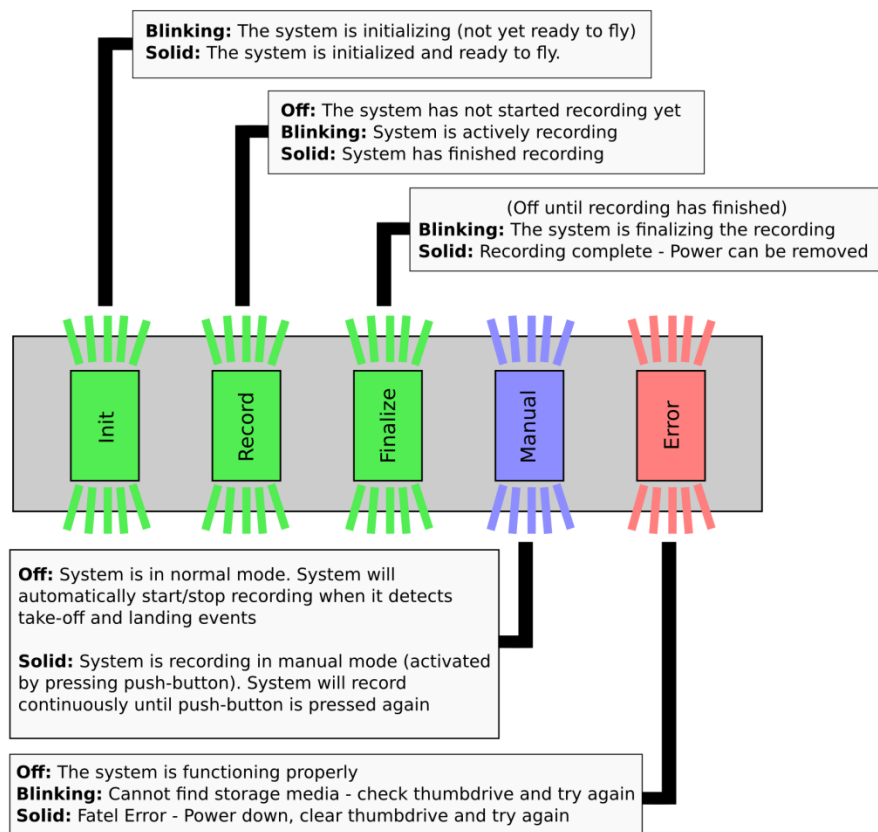 Blinking: The system is initializing (not yet ready to fly)
Solid: The system is initialized and ready to fly.
Off: The system has not started recording yet
Blinking: System is actively recording
Solid: System has finished recording
(Off until recording has finished)
Blinking: The system is finalizing the recording
Solid: Recording complete - Power can be removed
Init
Record
Finalize
Manual
Error
Off: System is in normal mode. System will
automatically start/stop recording when it detects
take-off and landing events
Solid: System is recording in manual mode (activated
by pressing push-button). System will record
continuously until push-button is pressed again
Off: The system is functioning properly
Blinking: Cannot find storage media - check thumbdrive and try again
Solid: Fatel Error - Power down, clear thumbdrive and try again